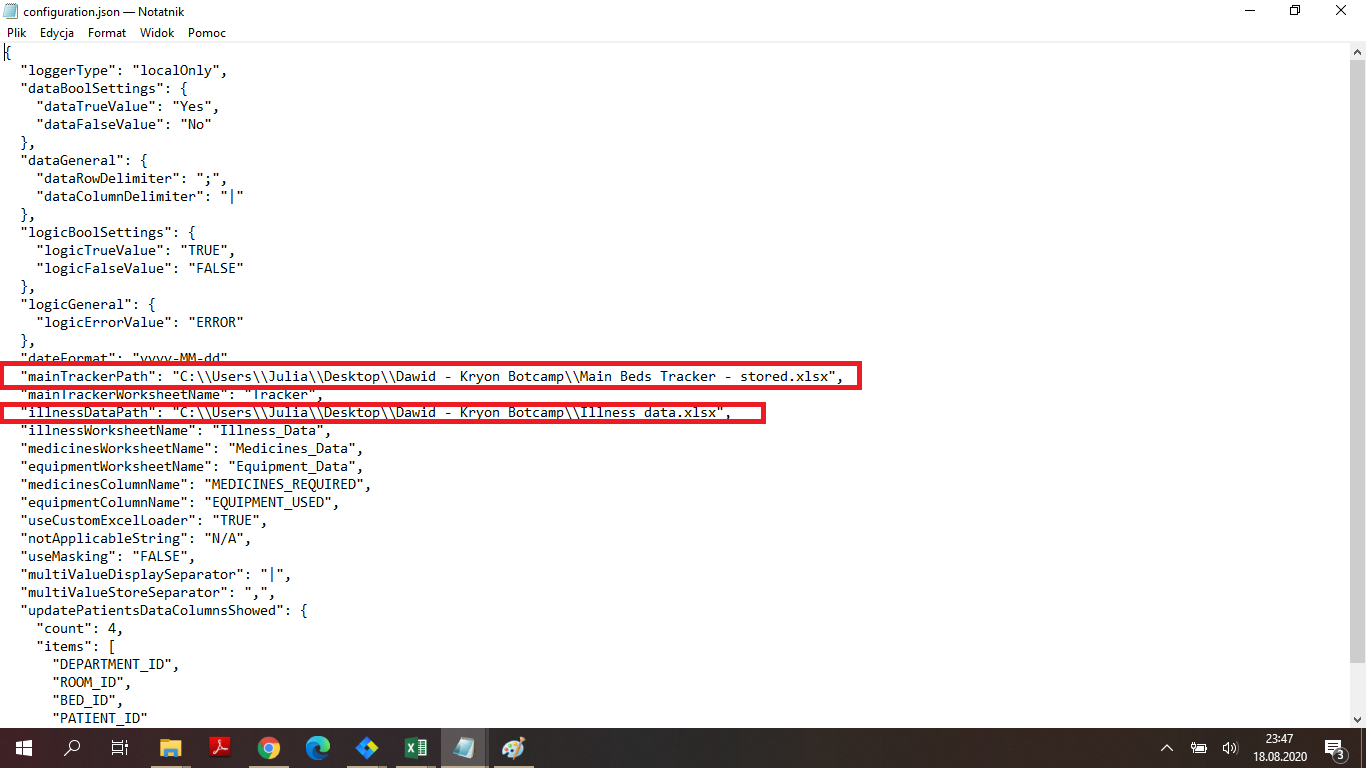 configuration.json — Notatnik
Plik Edycja Format Widok Pomoc
{
"loggerType": "localOnly",
"dataBoolSettings": {
"dataTrueValue": "Yes",
"dataFalseValue": "No"
},
"dataGeneral": {
"dataRowDelimiter": ";",
"dataColumnDelimiter": "|"
},
"logicBoolSettings": {
"logicTrueValue": "TRUE",
"logicFalseValue": "FALSE"
},
"logicGeneral": {
"logicErrorValue": "ERROR"
},
"dateFormat": "yyyy-MM-dd"
"mainTrackerPath": "C:\\Users\\Julia\\Desktop\\Dawid - Kryon Botcamp\\Main Beds Tracker - stored.xlsx",
"mainTrackerWorksheetName": "Tracker",
"illnessDataPath": "C:\\Users\\Julia\\Desktop\\Dawid - Kryon Botcamp\\Illness data.xlsx",
"illnessWorksheetName": "Illness_Data",
"medicinesWorksheetName": "Medicines_Data",
"equipmentWorksheetName": "Equipment_Data",
"medicinesColumnName": "MEDICINES_REQUIRED",
"equipmentColumnName": "EQUIPMENT_USED",
"useCustomExcelLoader": "TRUE",
"notApplicableString": "N/A",
"useMasking": "FALSE",
"multiValueDisplaySeparator": "|",
"multiValueStoreSeparator": ",",
"updatePatientsDataColumnsShowed": {
"count": 4,
"items": [
"DEPARTMENT_ID",
"ROOM_ID",
"BED_ID",
"PATIENT_ID"
23:47
18.08.2020
3